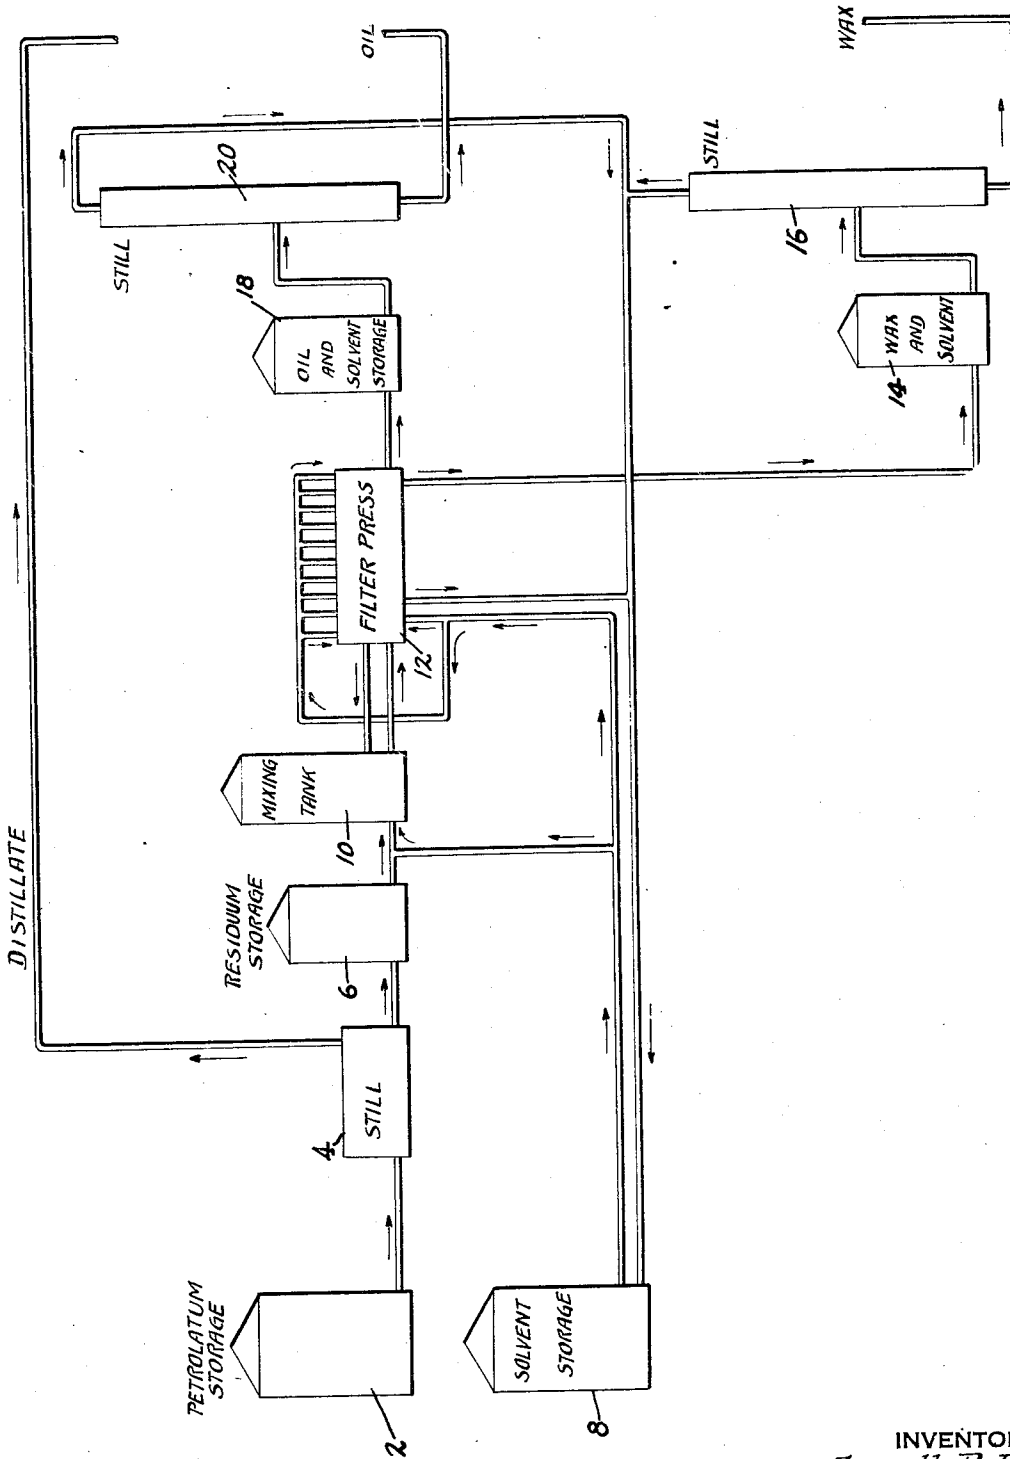 DISTILLATE
PETROLATUM
STORAGE
2
4
STILL
RESIDUUM
STORAGE
6
MIXING
TANK
10
FILTER PRESS
12
18
OIL
AND
SOLVENT
STORAGE
STILL
20
OIL
SOLVENT
STORAGE
8
14
WAX
AND
SOLVENT
16
STILL
WAX
INVENTO